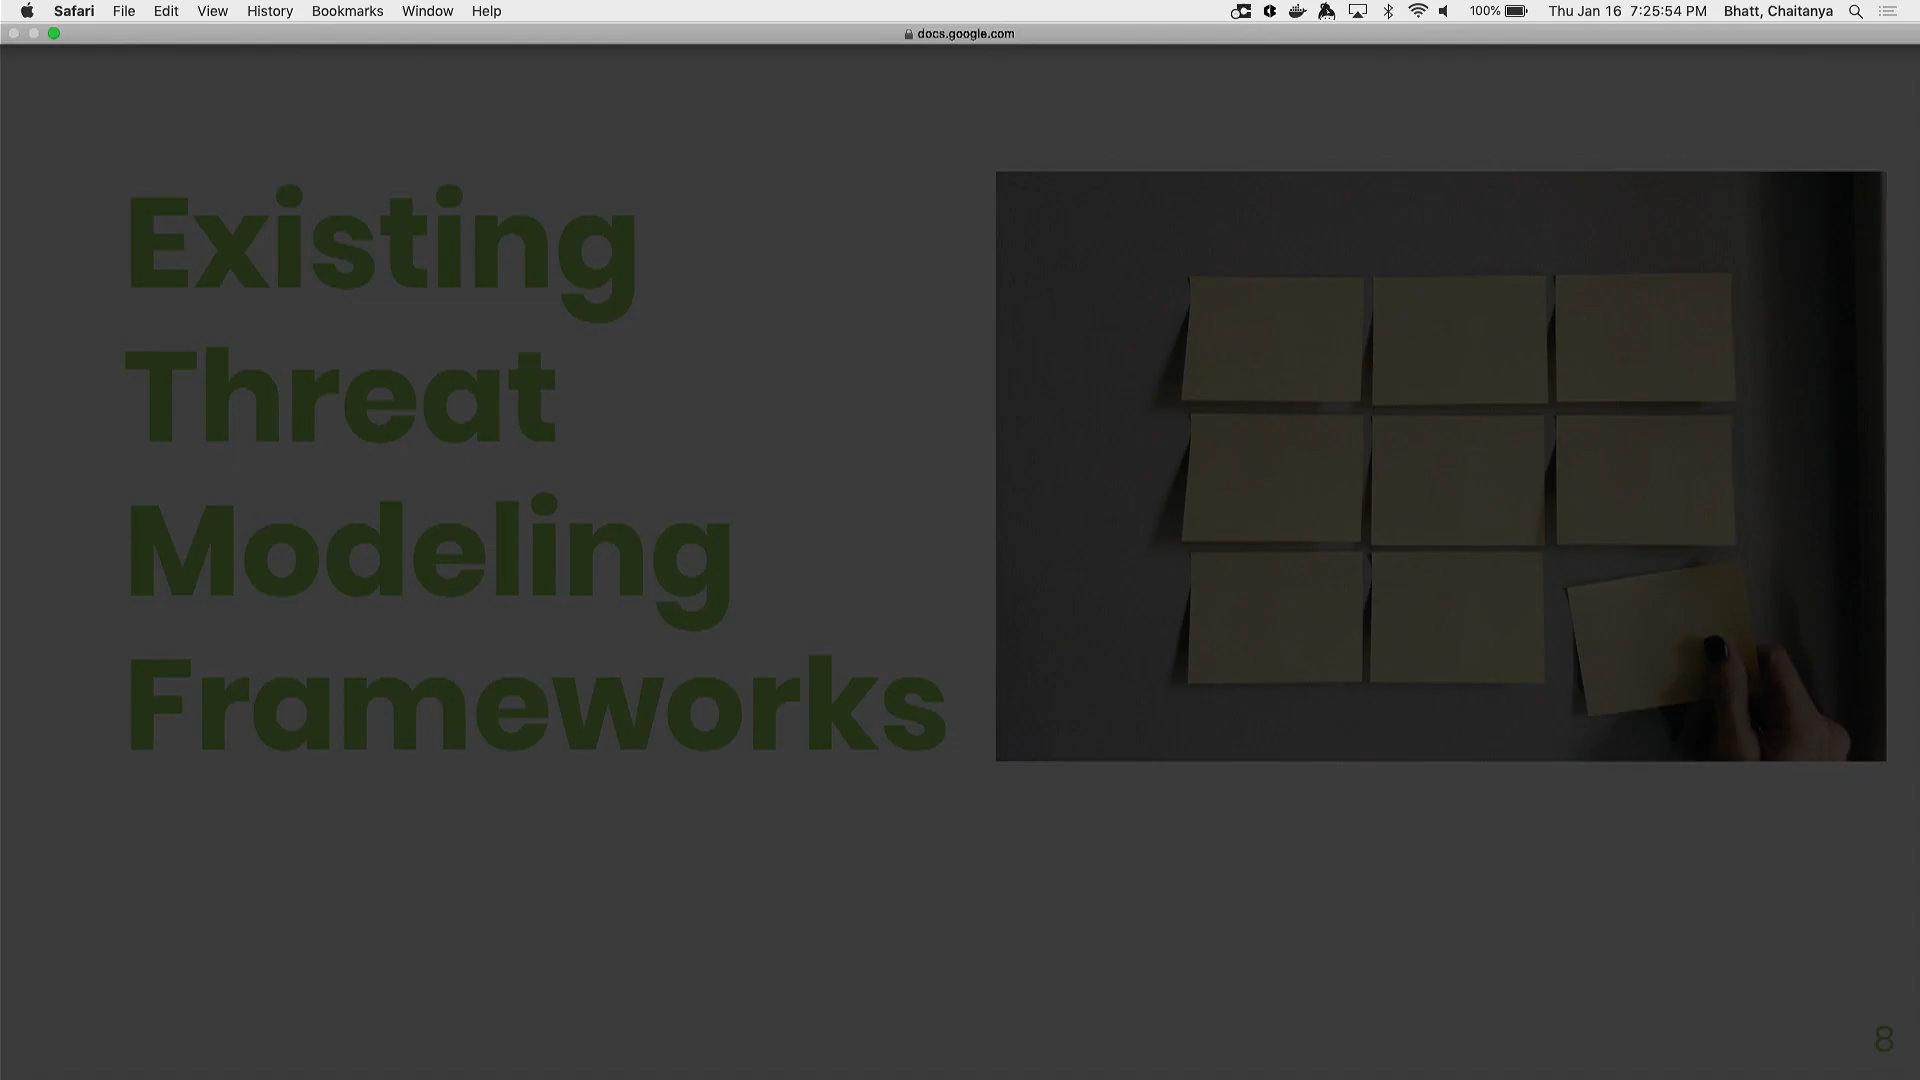 Safari File Edit View History Bookmarks Window Help 100% Thu Jan 16 7:25:54 PM Bhatt, Chaitanya
docs.google.com
Existing
Threat
Modeling
Frameworks
8